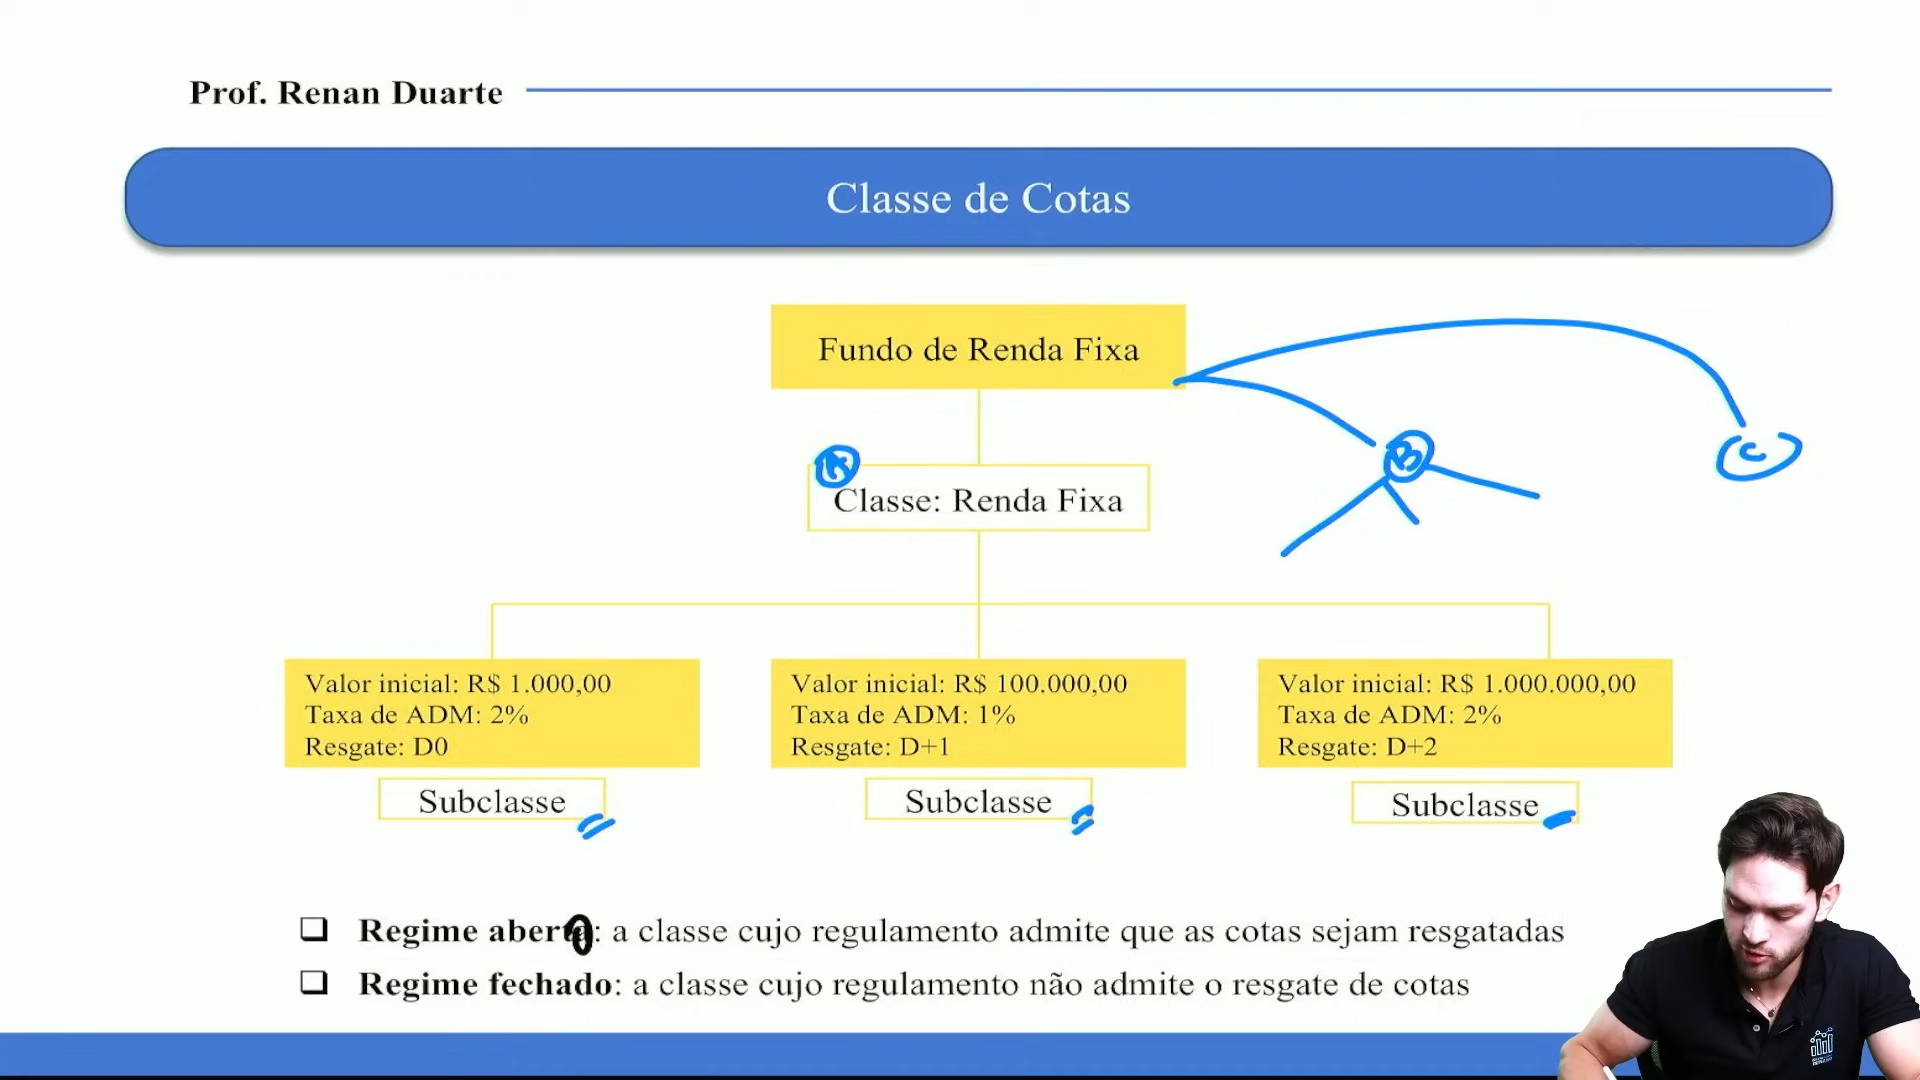 Prof. Renan Duarte
Classe de Cotas
Fundo de Renda Fixa
A
B
C
Classe: Renda Fixa
Valor inicial: R$ 1.000,00
Taxa de ADM: 2%
Resgate: D0
Subclasse
Valor inicial: R$ 100.000,00
Taxa de ADM: 1%
Resgate: D+1
Subclasse
Valor inicial: R$ 1.000.000,00
Taxa de ADM: 2%
Resgate: D+2
Subclasse
Regime aberto: a classe cujo regulamento admite que as cotas sejam resgatadas
Regime fechado: a classe cujo regulamento não admite o resgate de cotas